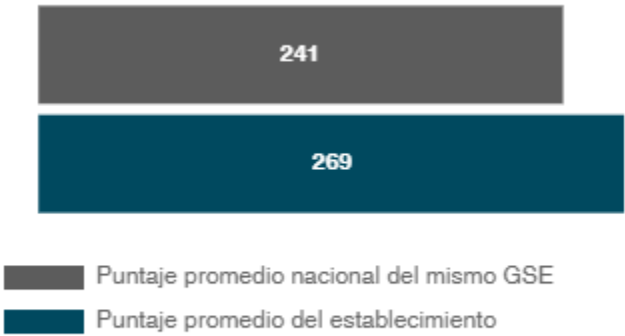 241
269
Puntaje promedio nacional del mismo GSE
Puntaje promedio del establecimiento